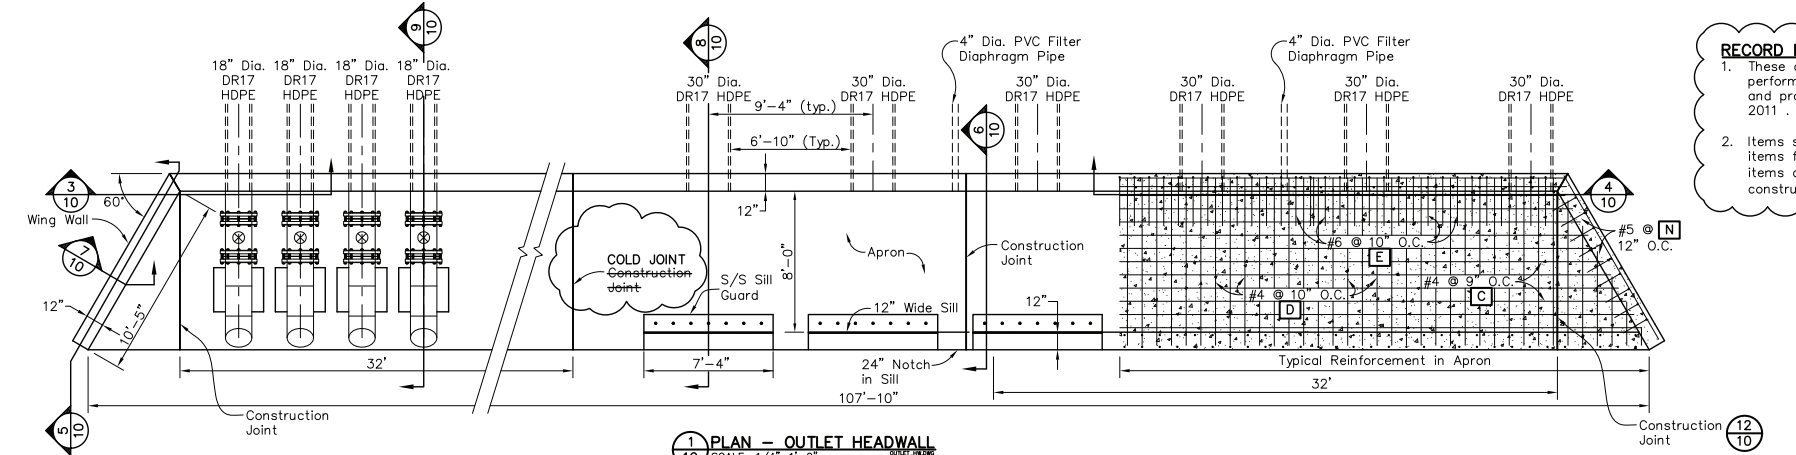 9
10
8
10
18" Dia.
DR17
HDPE
18" Dia.
DR17
HDPE
18" Dia.
DR17
HDPE
18" Dia.
DR17
HDPE
30" Dia.
DR17 HDPE
9'-4" (typ.)
6'-10" (Typ.)
30" Dia.
DR17 HDPE
4" Dia. PVC Filter
Diaphragm Pipe
30" Dia.
DR17 HDPE
6
10
30" Dia.
DR17 HDPE
4" Dia. PVC Filter
Diaphragm Pipe
30" Dia.
DR17 HDPE
30" Dia.
DR17 HDPE
RECORD
1. These
perform
and pro
2011 .
2. Items s
items f
items
constru
3
10
60°
Wing Wall
7
10
12"
10'-5"
12"
8'-0"
COLD JOINT
Construction
Joint
S/S Sill
Guard
Apron
12" Wide Sill
Construction
Joint
12"
#6 @ 10" O.C.
E
#4 @ 10" O.C.
D
#4 @ 9" O.C.
C
4
10
#5 @ N
12" O.C.
32'
7'-4"
24" Notch
in Sill
Typical Reinforcement in Apron
32'
107'-10"
Construction
Joint
5
10
Construction
Joint
12
10
1
10
PLAN - OUTLET HEADWALL